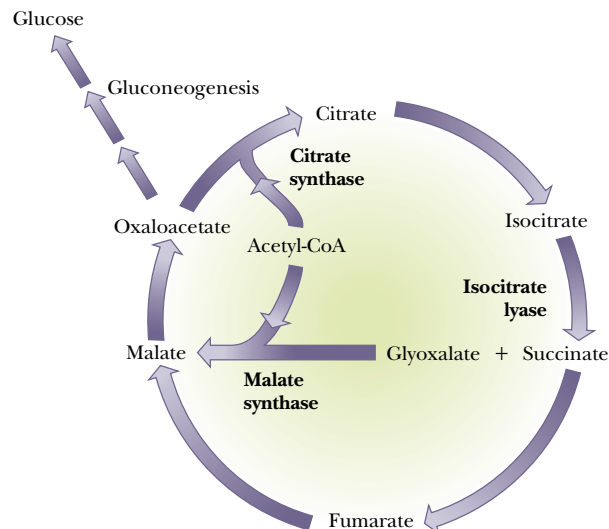 Glucose
Gluconeogenesis
Citrate
Citrate
synthase
Isocitrate
Oxaloacetate
Acetyl-CoA
Isocitrate
lyase
Malate
Glyoxalate + Succinate
Malate
synthase
Fumarate